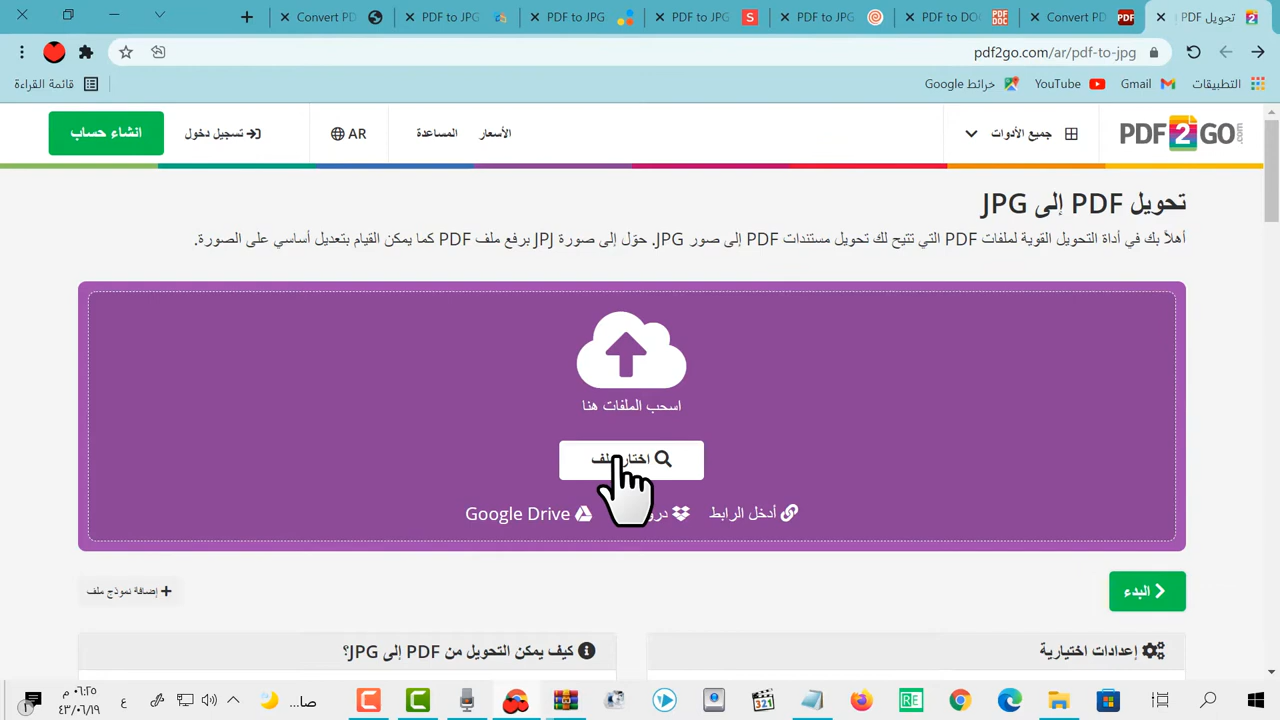 تحويل PDF
Convert PD
PDF to DOC
PDF to JPG
PDF to JPG
PDF to JPG
PDF to JPG
Convert PD
pdf2go.com/ar/pdf-to-jpg
التطبيقات
Gmail
YouTube
خرائط Google
قائمة القراءة
PDF2GO.com
جميع الأدوات
الأسعار
المساعدة
AR
تسجيل دخول
انشاء حساب
تحويل PDF إلى JPG
أهلاً بك في أداة التحويل القوية لملفات PDF التي تتيح لك تحويل مستندات PDF إلى صور JPG. حوّل إلى صورة JPJ برفع ملف PDF كما يمكن القيام بتعديل أساسي على الصورة.
اسحب الملفات هنا
أدخل الرابط
Google Drive
البدء
إضافة نموذج ملف
إعدادات اختيارية
كيف يمكن التحويل من PDF إلى JPG؟
صا...
ع
٠٦:٢٥ م
٤٣/٠٦/١٩